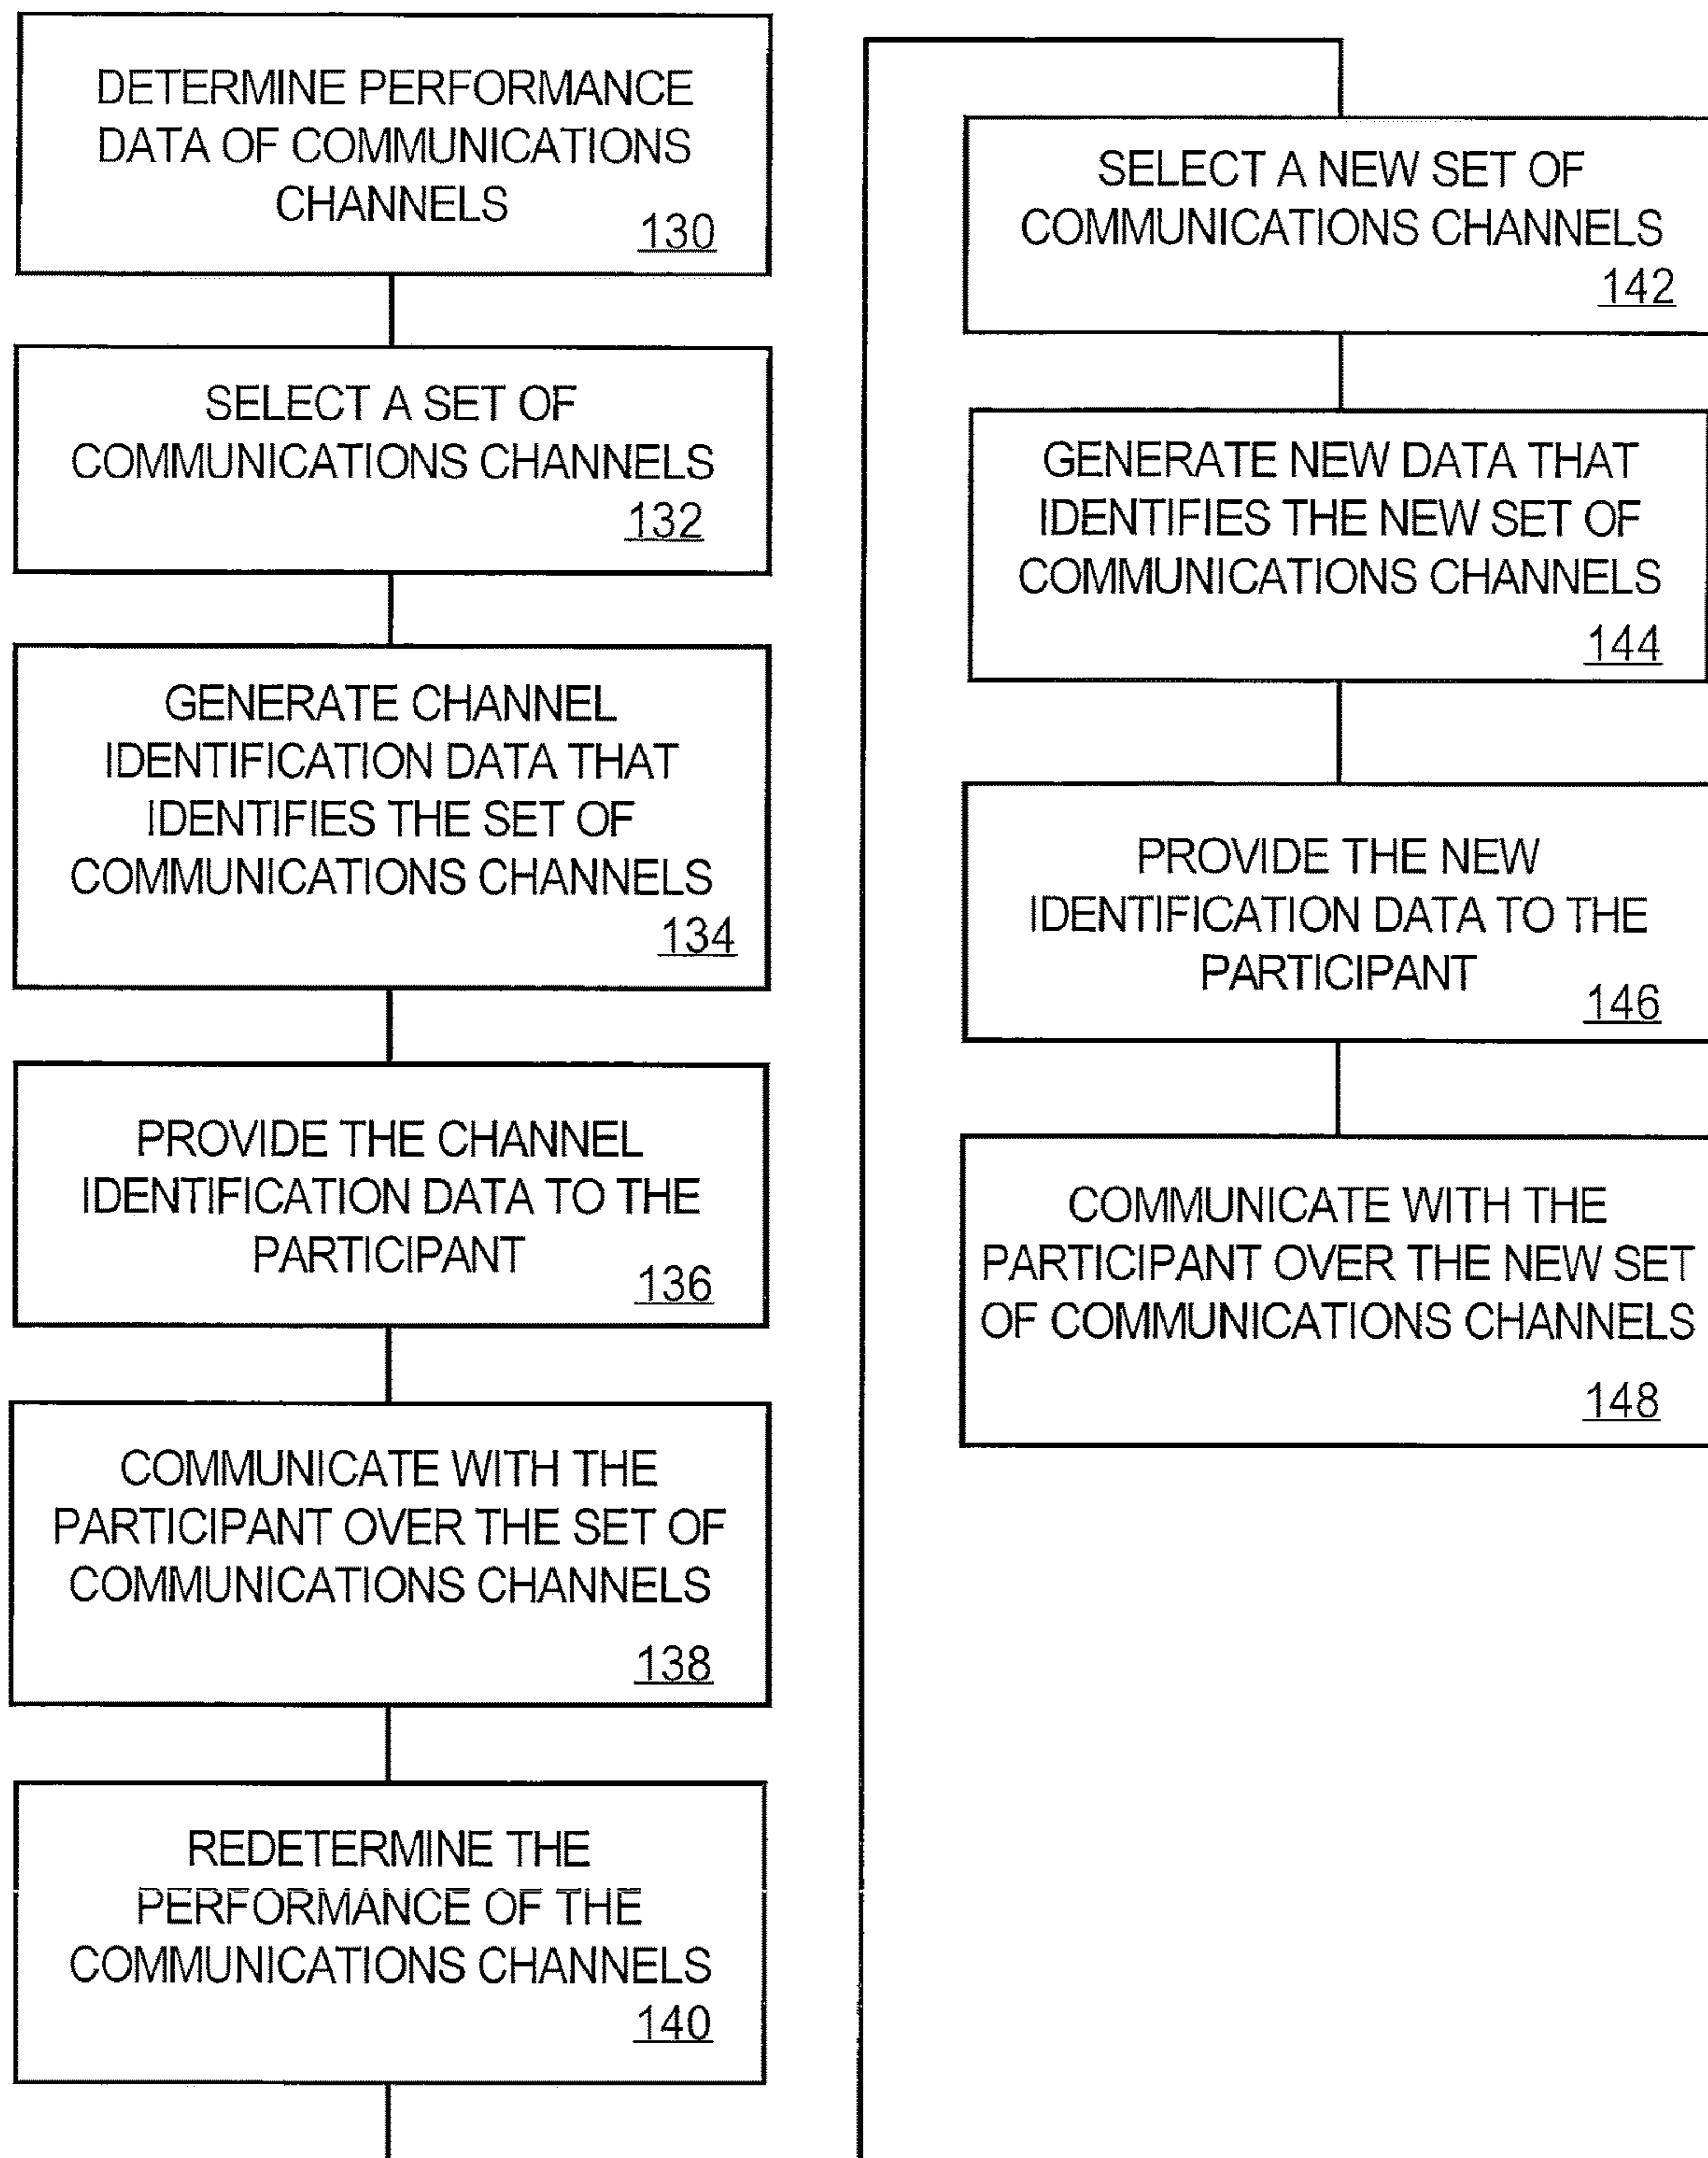 DETERMINE PERFORMANCE
DATA OF COMMUNICATIONS
CHANNELS
130
SELECT A SET OF
COMMUNICATIONS CHANNELS
132
GENERATE CHANNEL
IDENTIFICATION DATA THAT
IDENTIFIES THE SET OF
COMMUNICATIONS CHANNELS
134
PROVIDE THE CHANNEL
IDENTIFICATION DATA TO THE
PARTICIPANT
136
COMMUNICATE WITH THE
PARTICIPANT OVER THE SET OF
COMMUNICATIONS CHANNELS
138
REDETERMINE THE
PERFORMANCE OF THE
COMMUNICATIONS CHANNELS
140
SELECT A NEW SET OF
COMMUNICATIONS CHANNELS
142
GENERATE NEW DATA THAT
IDENTIFIES THE NEW SET OF
COMMUNICATIONS CHANNELS
144
PROVIDE THE NEW
IDENTIFICATION DATA TO THE
PARTICIPANT
146
COMMUNICATE WITH THE
PARTICIPANT OVER THE NEW SET
OF COMMUNICATIONS CHANNELS
148